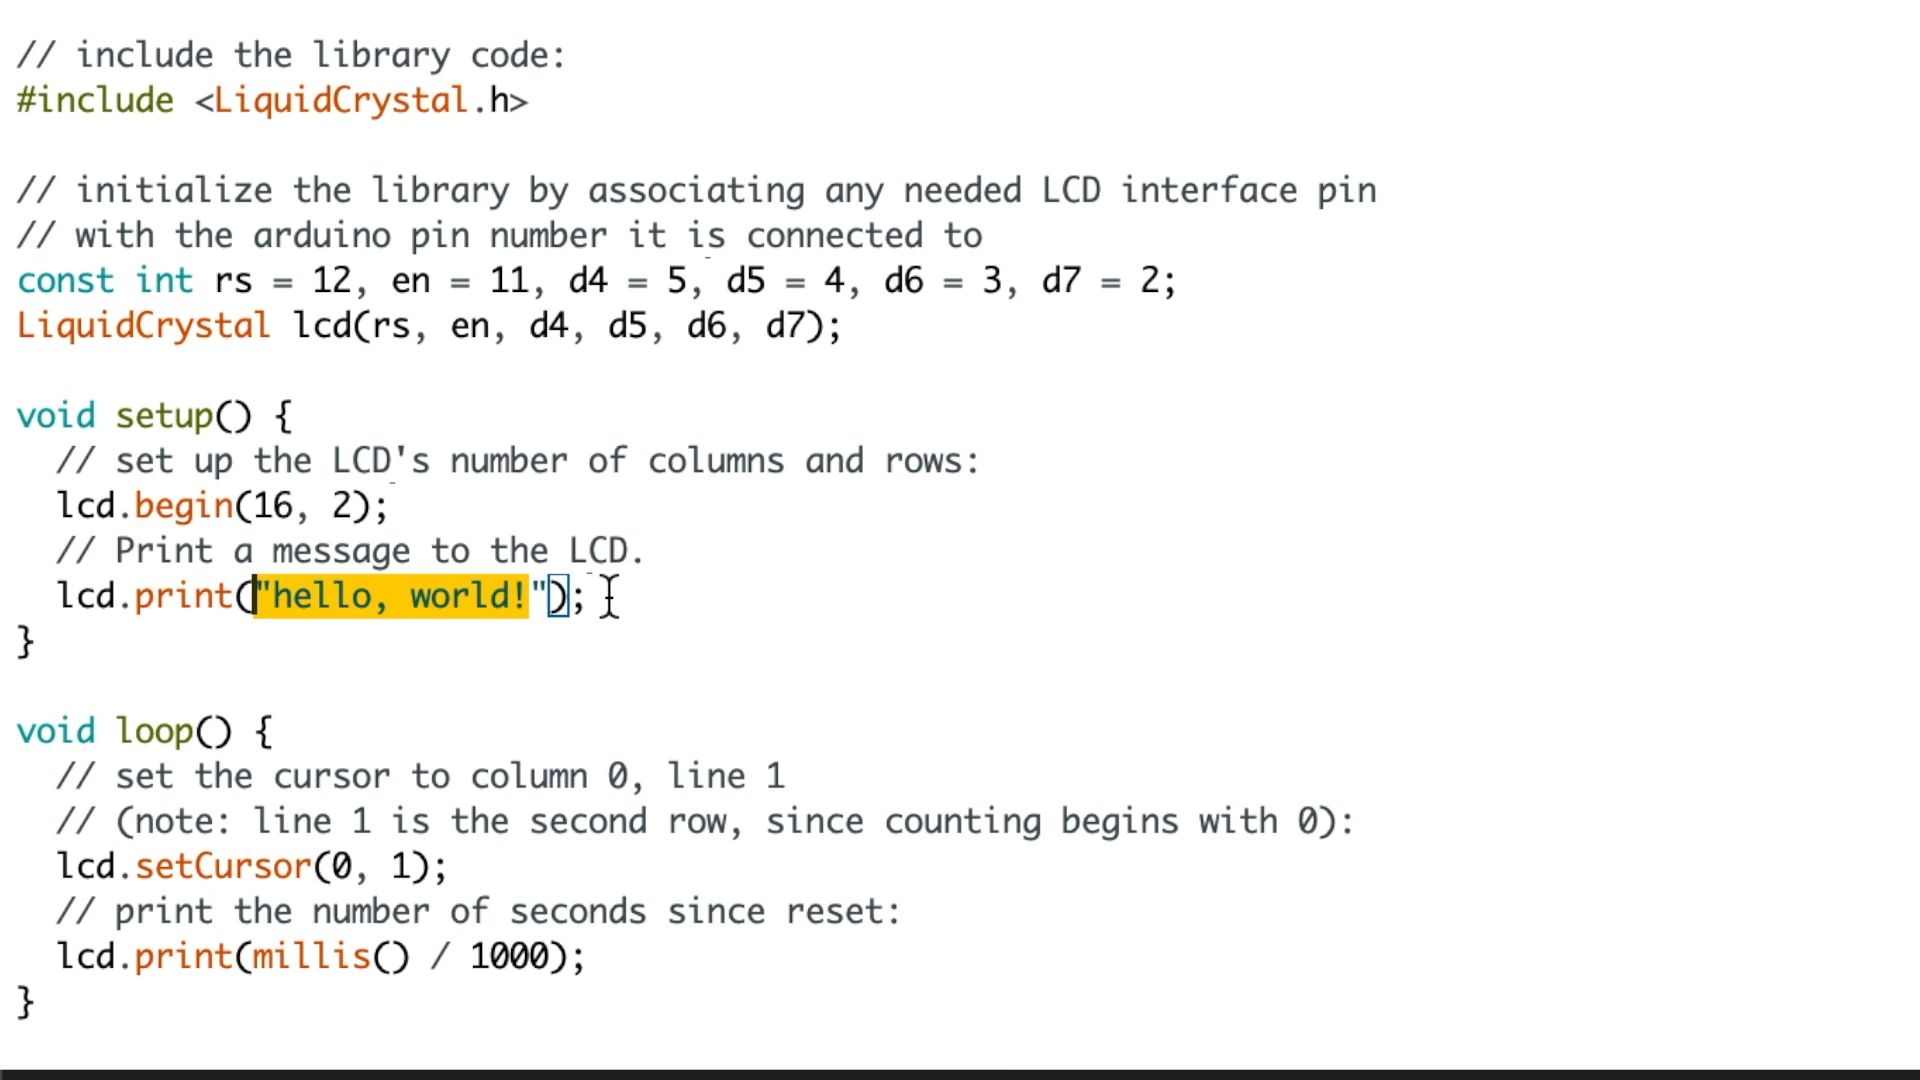 // include the library code:
#include <LiquidCrystal.h>
// initialize the library by associating any needed LCD interface pin
// with the arduino pin number it is connected to
const int rs = 12, en = 11, d4 = 5, d5 = 4, d6 = 3, d7 = 2;
LiquidCrystal lcd(rs, en, d4, d5, d6, d7);
void setup() {
  // set up the LCD's number of columns and rows:
  lcd.begin(16, 2);
  // Print a message to the LCD.
  lcd.print("hello, world!");
}
void loop() {
  // set the cursor to column 0, line 1
  // (note: line 1 is the second row, since counting begins with 0):
  lcd.setCursor(0, 1);
  // print the number of seconds since reset:
  lcd.print(millis() / 1000);
}